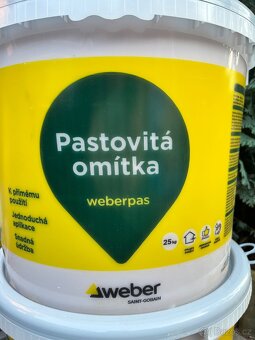 Pastovitá
omítka
weberpas
K přímému
použití
Jednoduchá
aplikace
Snadná
údržba
25kg
weber
SAINT-GOBAIN